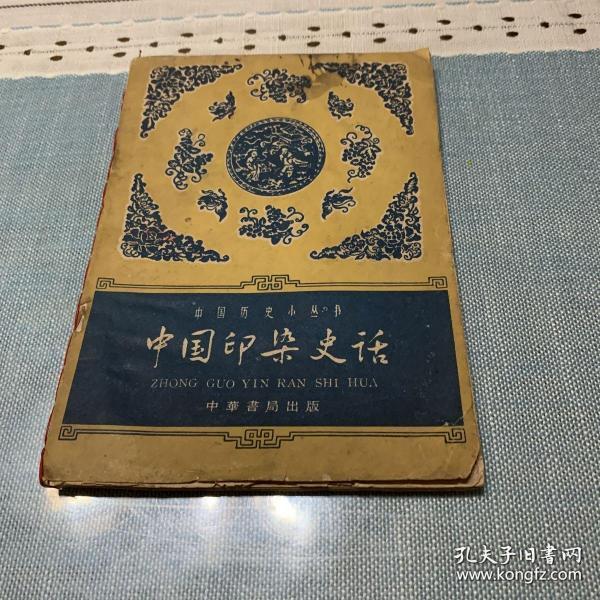 中国历史小丛书
中国印染史话
ZHONG GUO YIN RAN SHI HUA
中華書局出版
孔夫子旧書网
www.kongfz.com